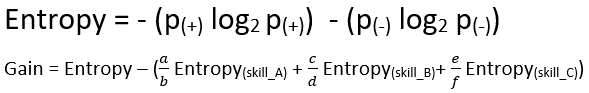 Entropy = - (p(+) log2 p(+)) - (p(-) log2 p(-))
Gain = Entropy – (a/b Entropy(skill_A) + c/d Entropy(skill_B)+ e/f Entropy(skill_C))